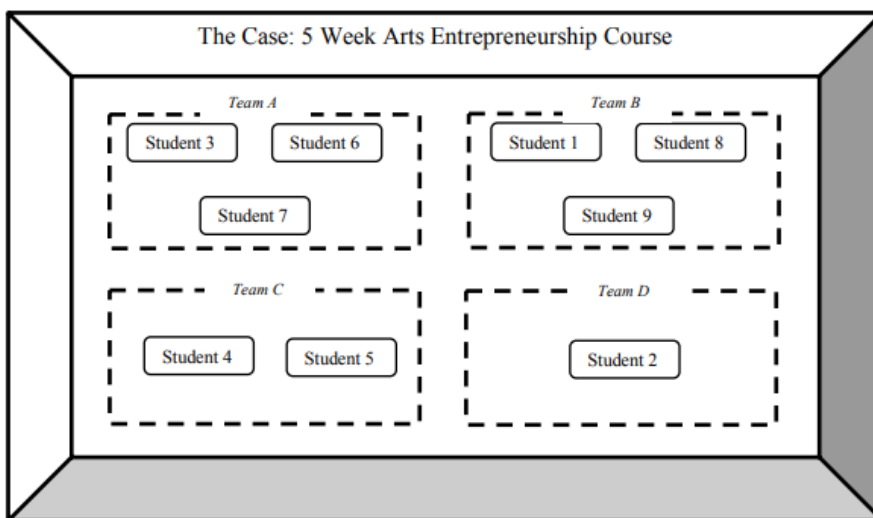 The Case: 5 Week Arts Entrepreneurship Course
Team A
Student 3
Student 6
Student 7
Team B
Student 1
Student 8
Student 9
Team C
Student 4
Student 5
Team D
Student 2